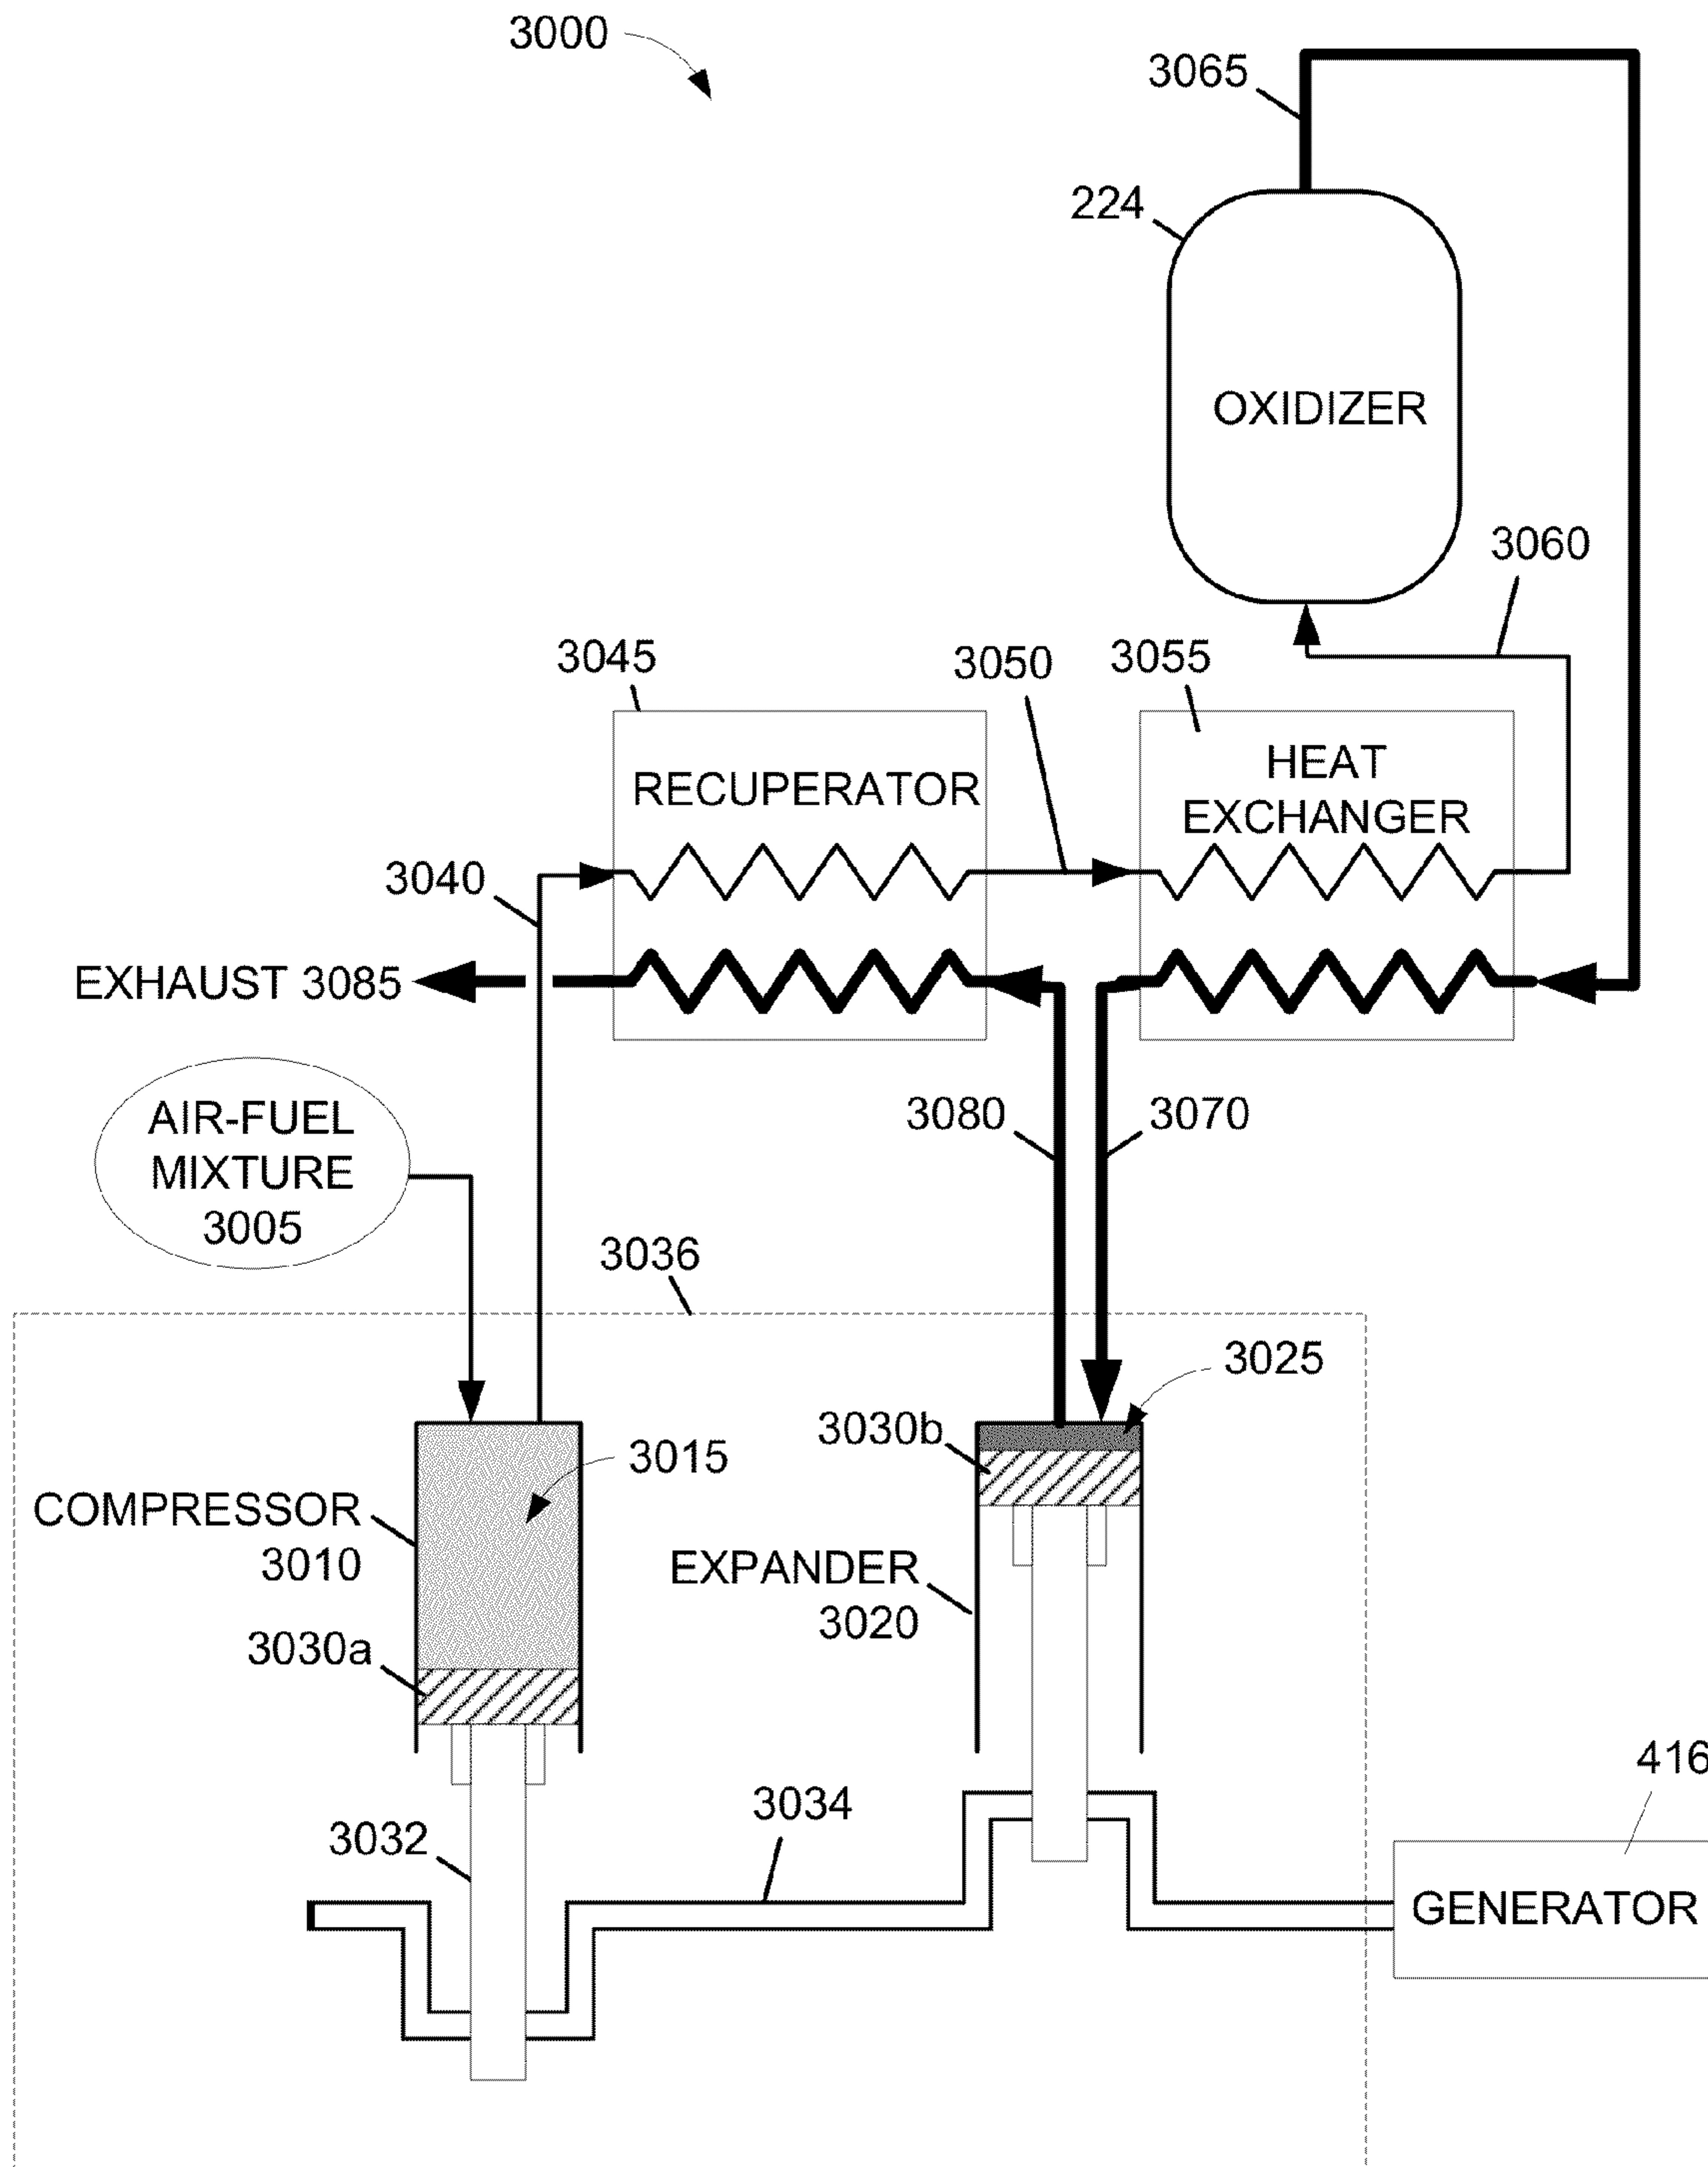 3000
3065
224
OXIDIZER
3060
3045
3050
3055
RECUPERATOR
HEAT
EXCHANGER
3040
EXHAUST 3085
AIR-FUEL
MIXTURE
3005
3080
3070
3036
3025
3030b
3015
COMPRESSOR
3010
EXPANDER
3020
3030a
416
3034
3032
GENERATOR